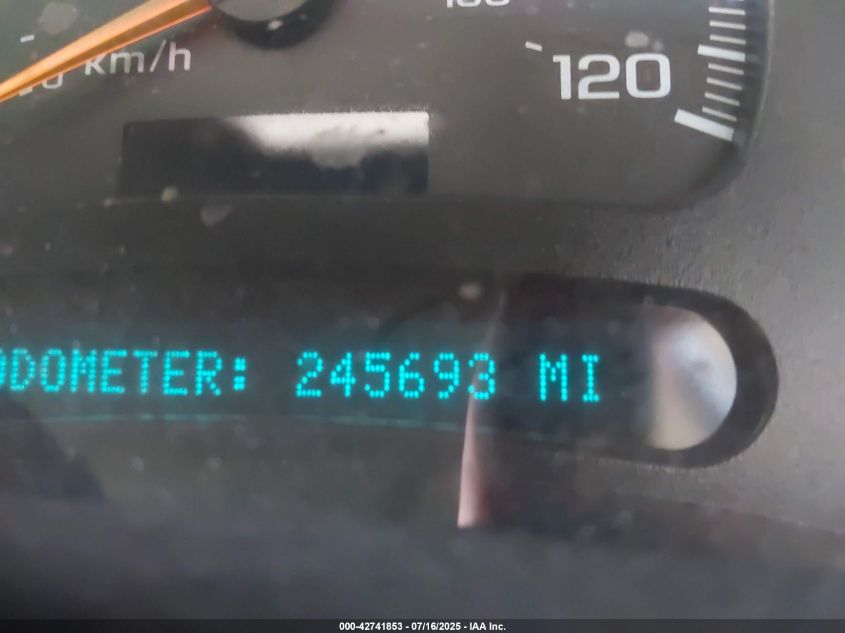 km/h
120
ODOMETER: 245693 MI
000-42741853 - 07/16/2025 - IAA Inc.